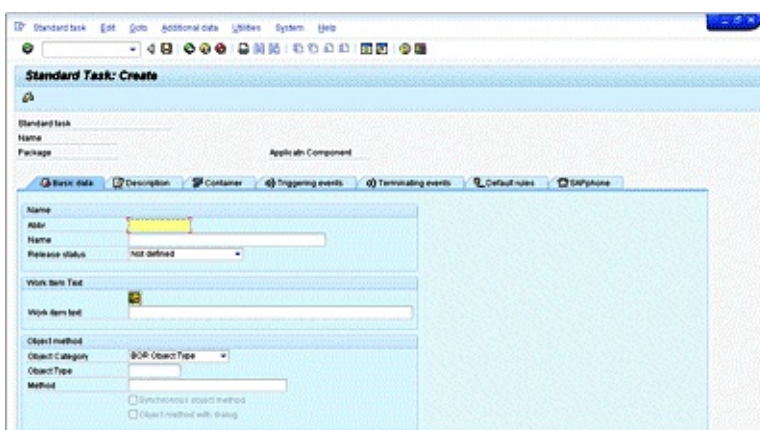 Standard task Edit Goto Additional data Utilities System Help
Standard Task: Create
Standard task
Name
Package Applicatn Component
Basic data Description Container Triggering events Terminating events Default rules SAPphone
Name
Abbr
Name
Release status Not defined
Work Item Text
Work item text
Object method
Object Category BOR Object Type
Object Type
Method
Synchronous object method
Object method with dialog